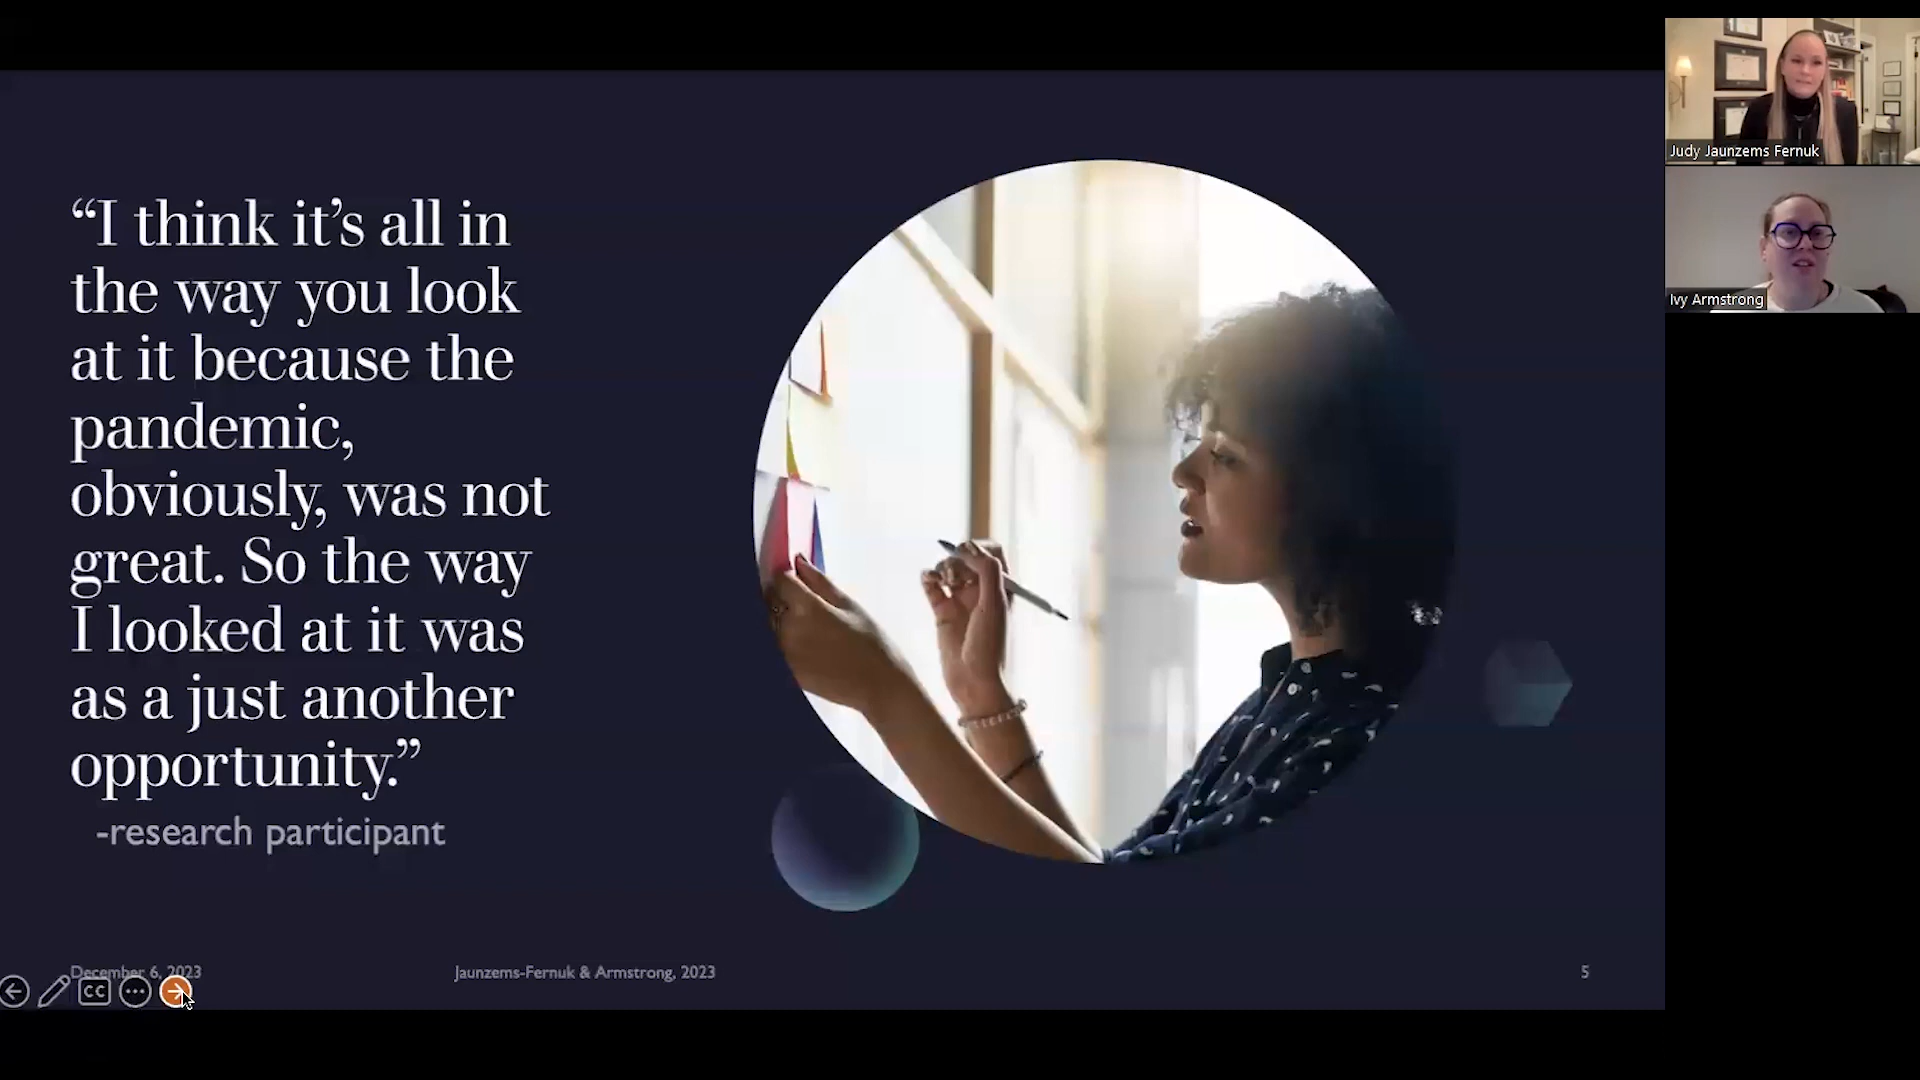 “I think it’s all in
the way you look
at it because the
pandemic,
obviously, was not
great. So the way
I looked at it was
as a just another
opportunity.”
-research participant
December 6, 2023
Jaunzems-Fernuk & Armstrong, 2023
5
CC
Judy Jaunzems Fernuk
Ivy Armstrong